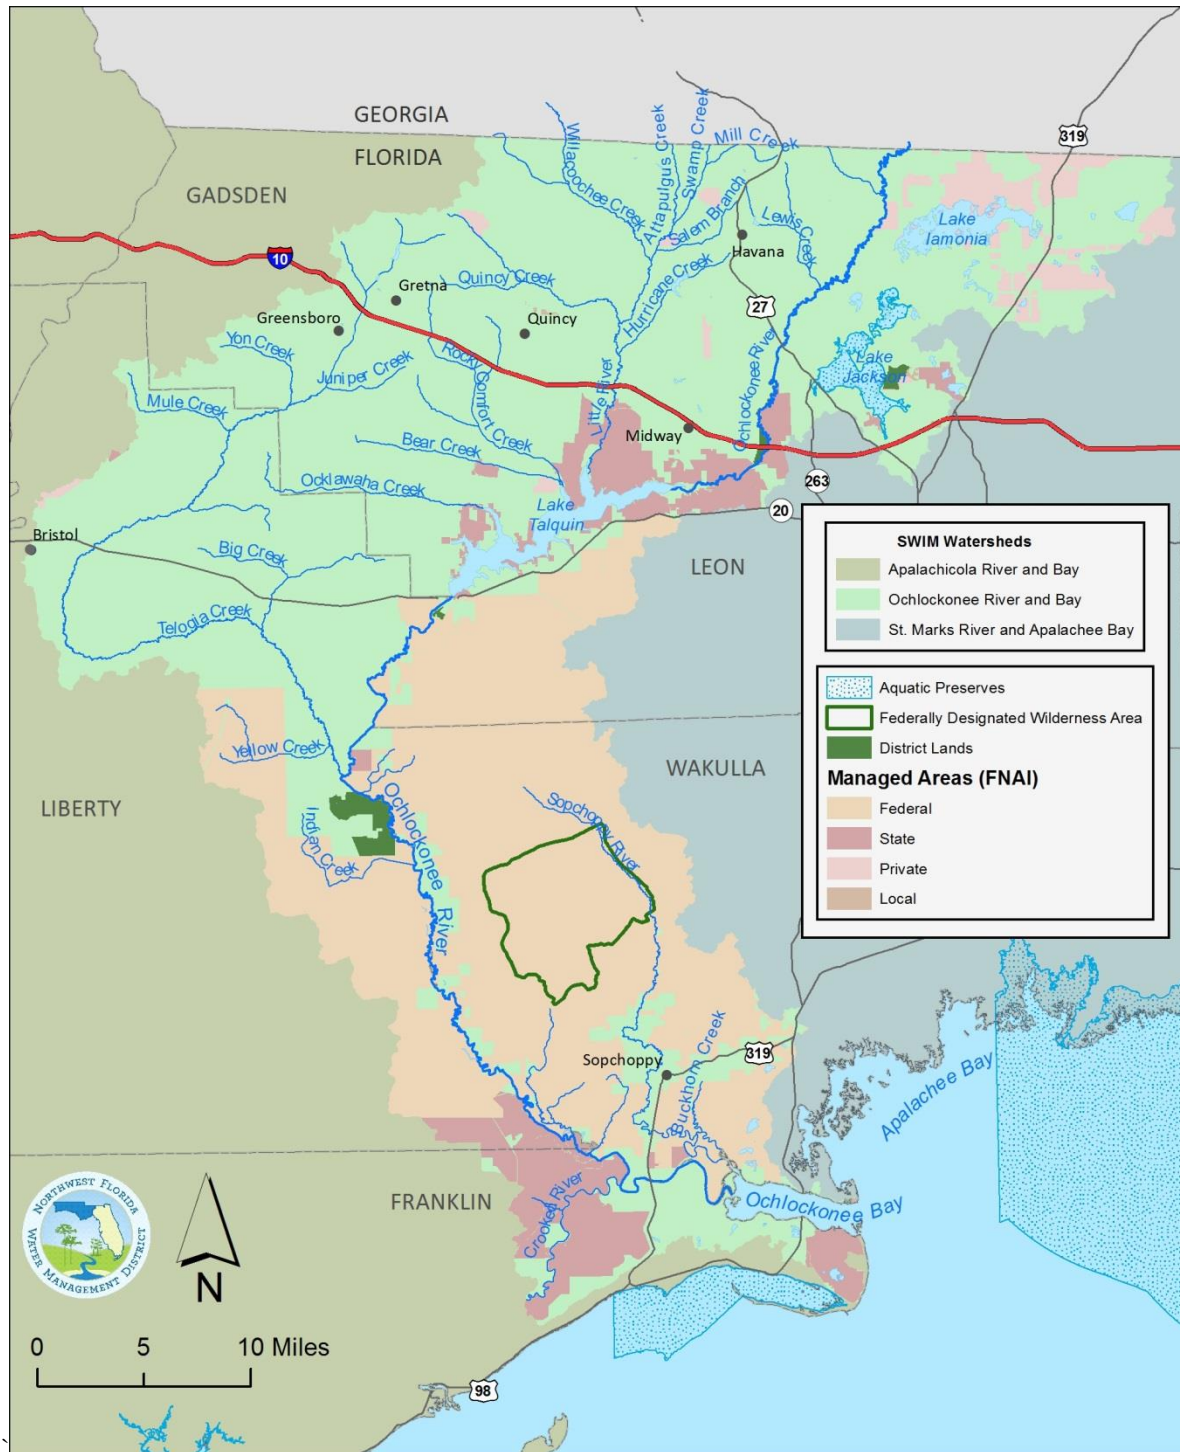 GEORGIA
FLORIDA
GADSDEN
319
Willacoochee Creek
Attapulgus Creek
Swamp Creek
Mill Creek
Salem Branch
Lewis Creek
Havana
Lake
Iamonia
10
Gretna
Quincy Creek
Hurricane Creek
27
Greensboro
Quincy
Yon Creek
Juniper Creek
Rocky Comfort Creek
Little River
Ochlockonee River
Lake
Jackson
Mule Creek
Bear Creek
Midway
Ocklawaha Creek
Lake
Talquin
263
20
Bristol
Big Creek
LEON
Telogia Creek
SWIM Watersheds
Apalachicola River and Bay
Ochlockonee River and Bay
St. Marks River and Apalachee Bay
Aquatic Preserves
Federally Designated Wilderness Area
District Lands
Managed Areas (FNAI)
Federal
State
Private
Local
Yellow Creek
WAKULLA
LIBERTY
Indian Creek
Ochlockonee
River
Sopchoppy River
Sopchoppy
319
Buckhorn Creek
Apalachee Bay
Ochlockonee Bay
FRANKLIN
Crooked River
NORTHWEST FLORIDA
WATER MANAGEMENT DISTRICT
N
0 5 10 Miles
98